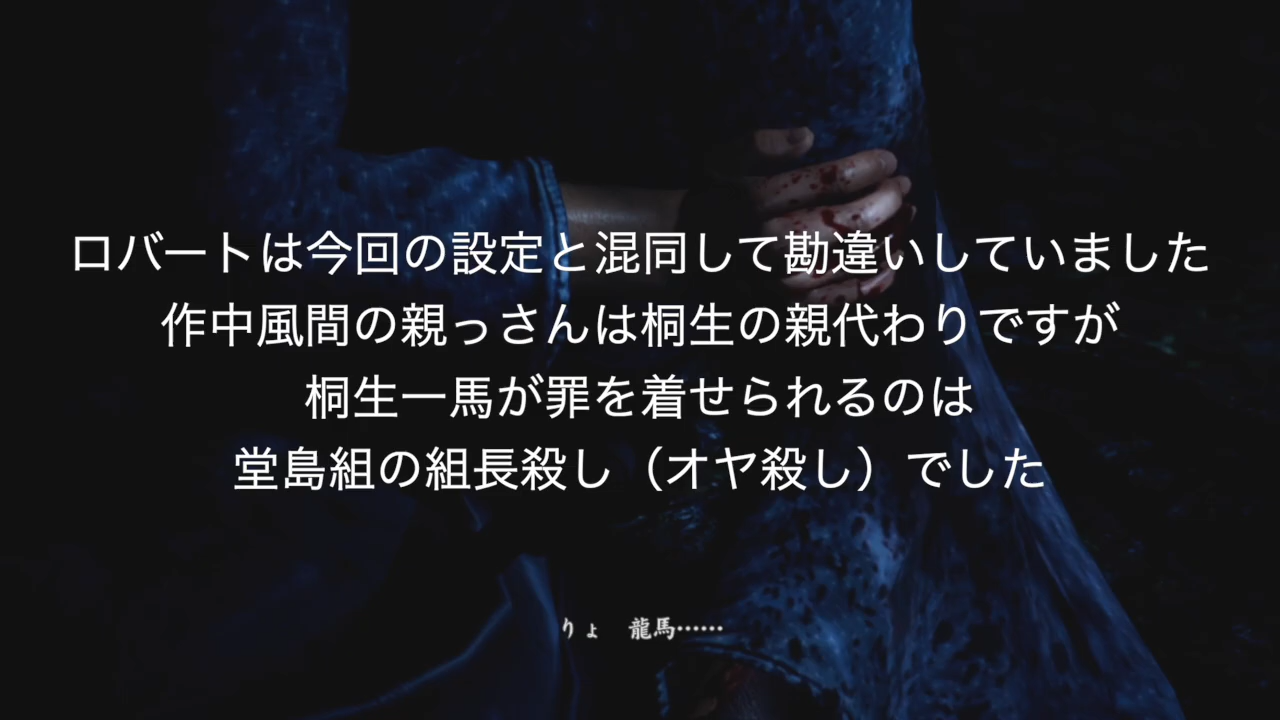 ロバートは今回の設定と混同して勘違いしていました
作中風間の親っさんは桐生の親代わりですが
桐生一馬が罪を着せられるのは
堂島組の組長殺し（オヤ殺し）でした
りょ　龍馬……